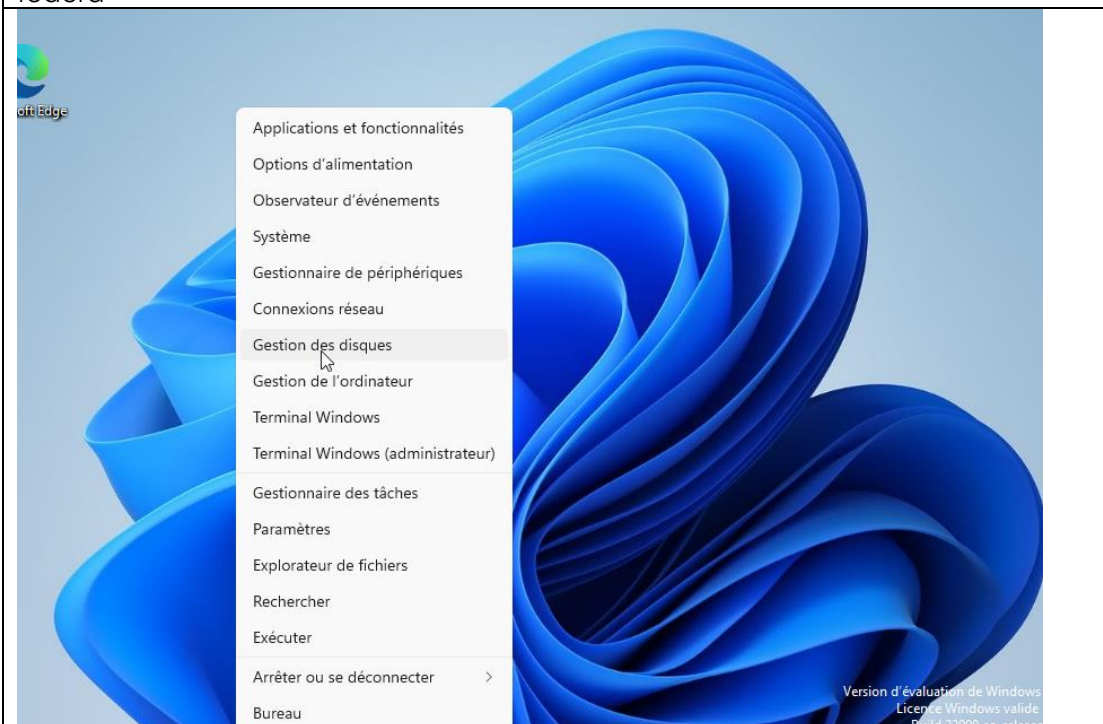 oft Edge
Applications et fonctionnalités
Options d'alimentation
Observateur d'événements
Système
Gestionnaire de périphériques
Connexions réseau
Gestion des disques
Gestion de l'ordinateur
Terminal Windows
Terminal Windows (administrateur)
Gestionnaire des tâches
Paramètres
Explorateur de fichiers
Rechercher
Exécuter
Arrêter ou se déconnecter
Bureau
Version d'évaluation de Windows
Licence Windows valide